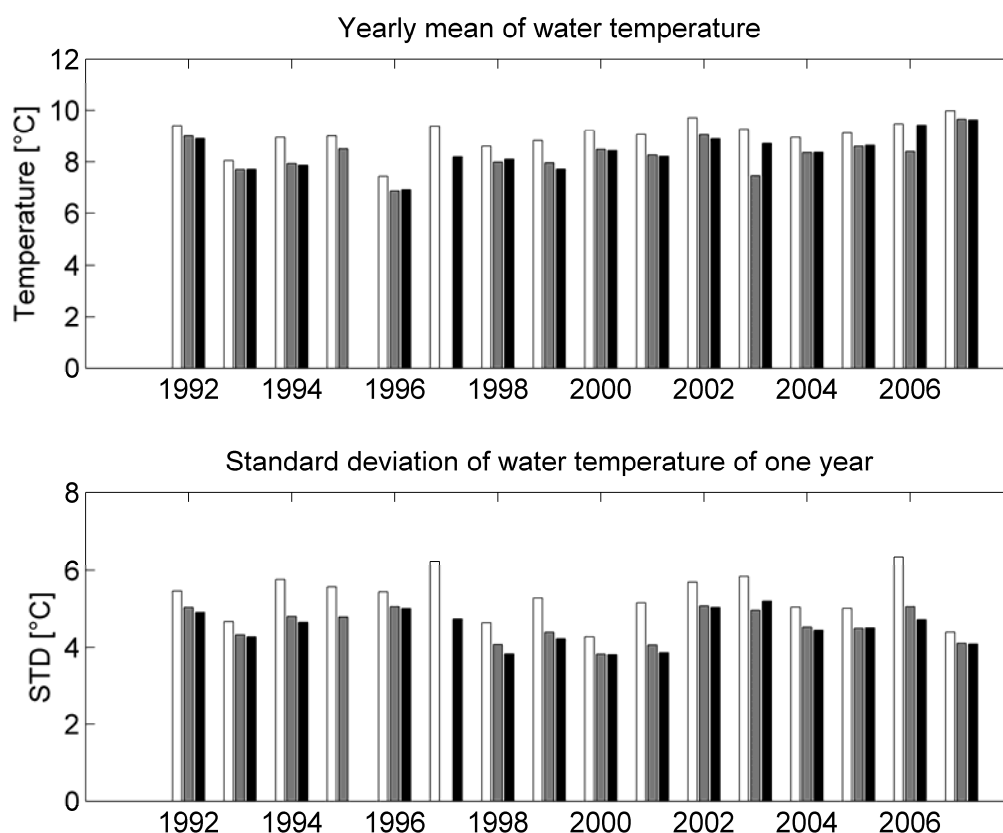 Yearly mean of water temperature
12
10
8
6
4
2
0
Temperature [°C]
1992 1994 1996 1998 2000 2002 2004 2006
Standard deviation of water temperature of one year
8
6
4
2
0
STD [°C]
1992 1994 1996 1998 2000 2002 2004 2006